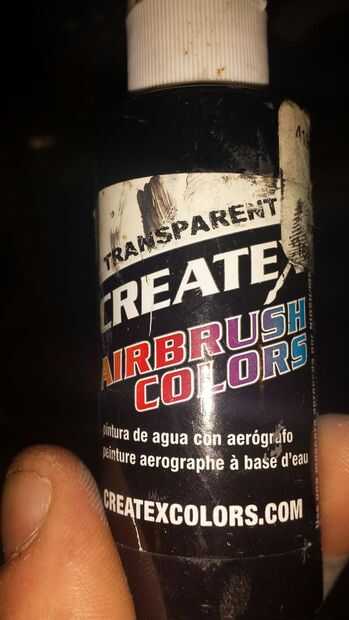 TRANSPARENT
CREATEX
AIRBRUSH
COLORS
pintura de agua con aerógrafo
peinture aerographe à base d'eau
CREATEXCOLORS.COM